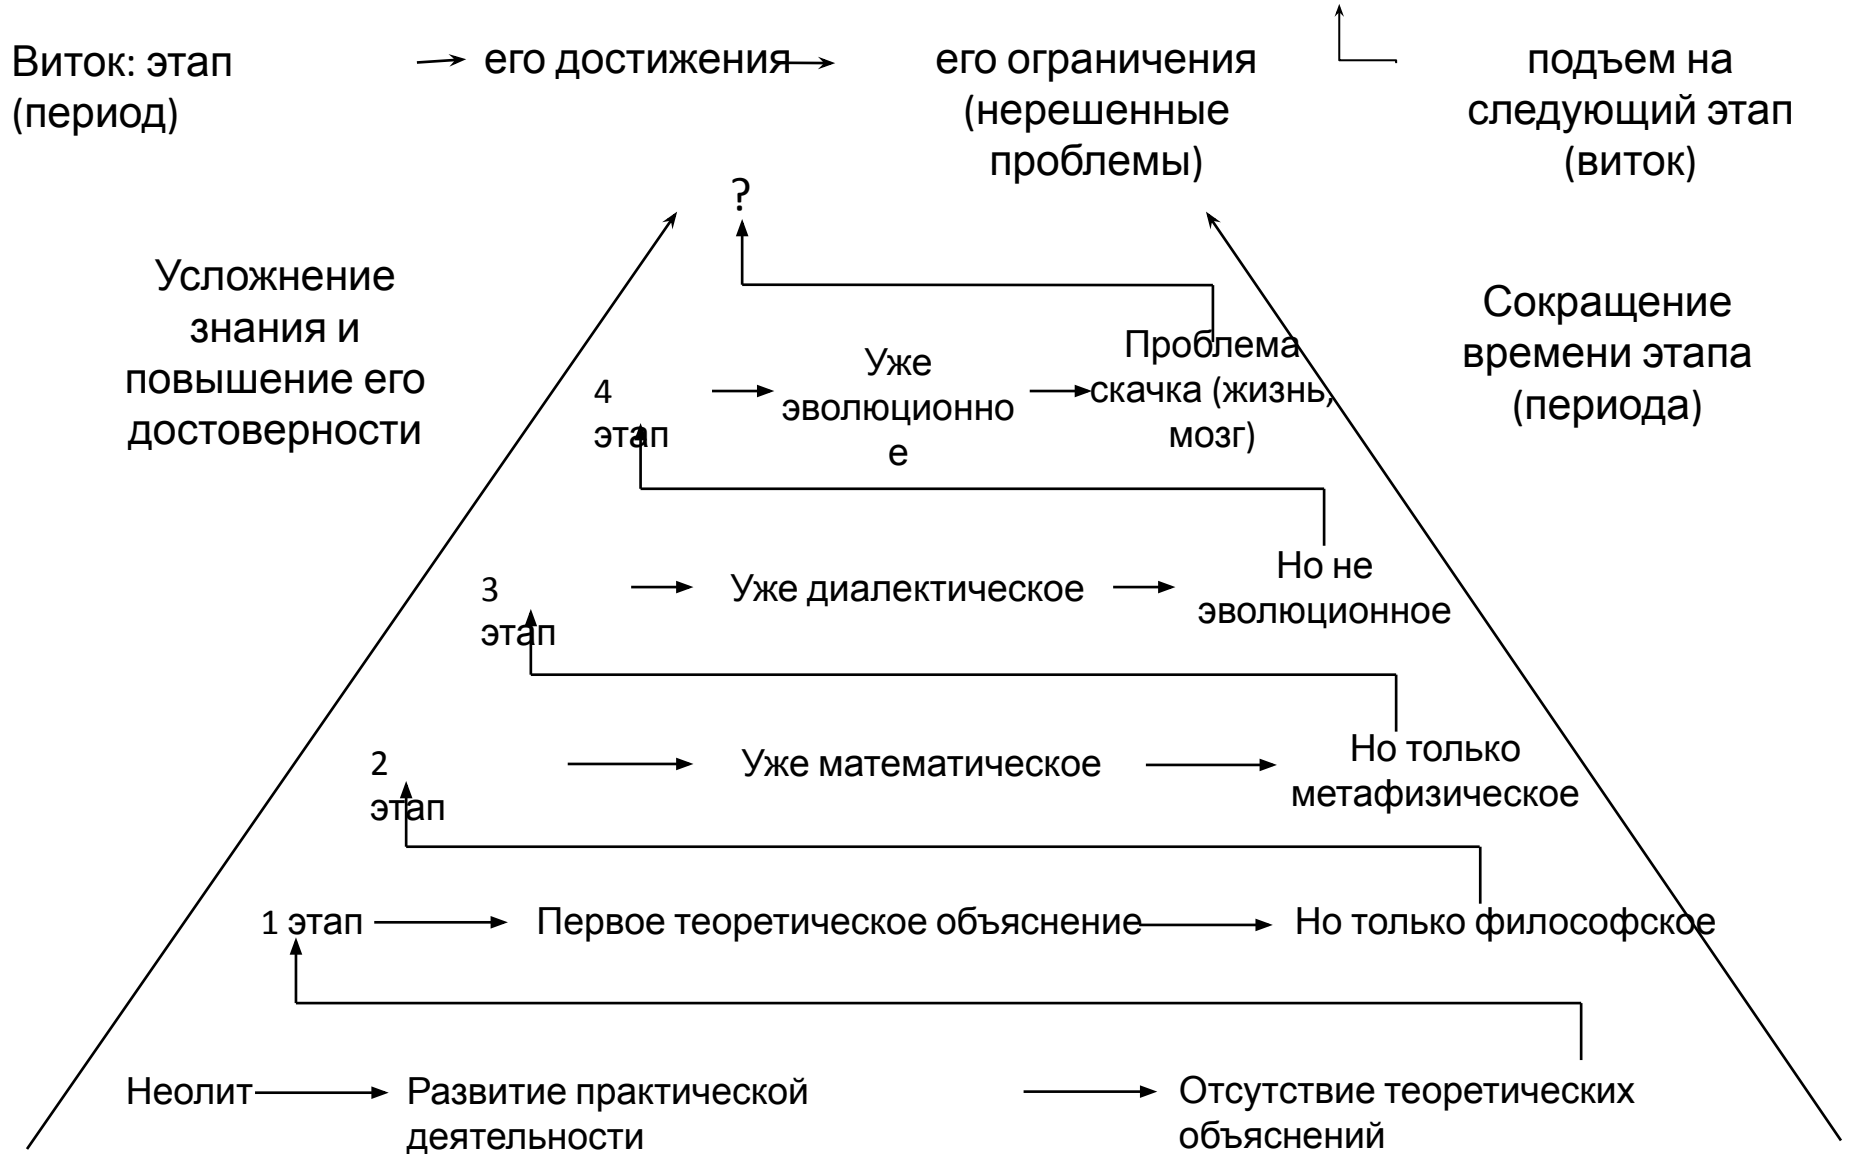 Виток: этап
(период)
его достижения
его ограничения
(нерешенные
проблемы)
подъем на
следующий этап
(виток)
?
Усложнение
знания и
повышение его
достоверности
Сокращение
времени этапа
(периода)
4
этап
Уже
эволюционно
е
Проблема
скачка (жизнь,
мозг)
3
этап
Уже диалектическое
Но не
эволюционное
2
этап
Уже математическое
Но только
метафизическое
1 этап
Первое теоретическое объяснение
Но только философское
Неолит
Развитие практической
деятельности
Отсутствие теоретических
объяснений